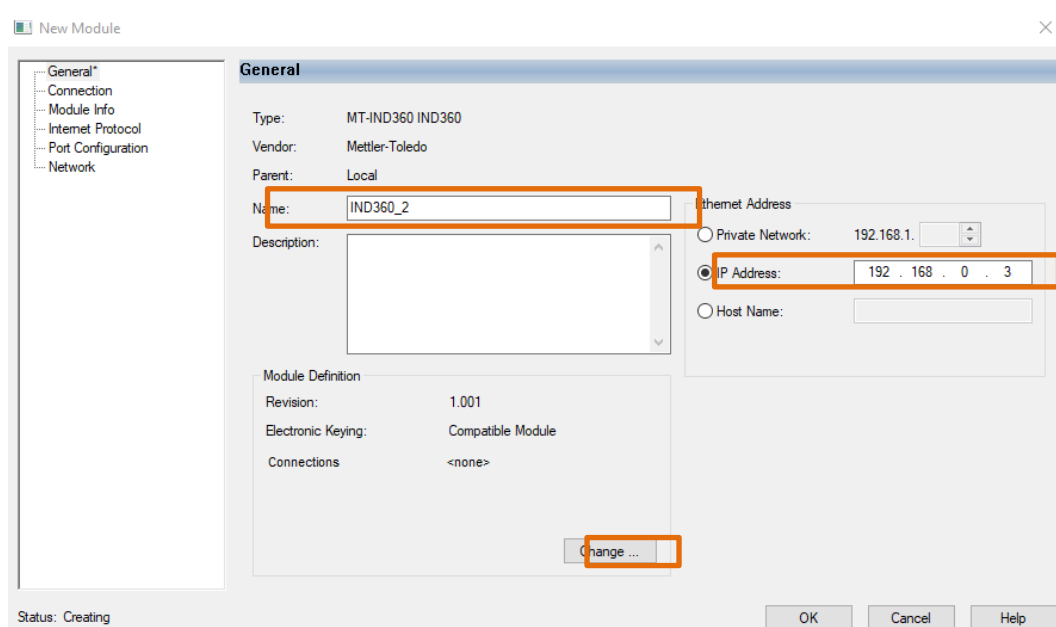 New Module
General*
Connection
Module Info
Internet Protocol
Port Configuration
Network
General
Type: MT-IND360 IND360
Vendor: Mettler-Toledo
Parent: Local
Name: IND360_2
Description:
Ethernet Address
Private Network: 192.168.1.
IP Address: 192 . 168 . 0 . 3
Host Name:
Module Definition
Revision: 1.001
Electronic Keying: Compatible Module
Connections <none>
Change ...
Status: Creating
OK Cancel Help